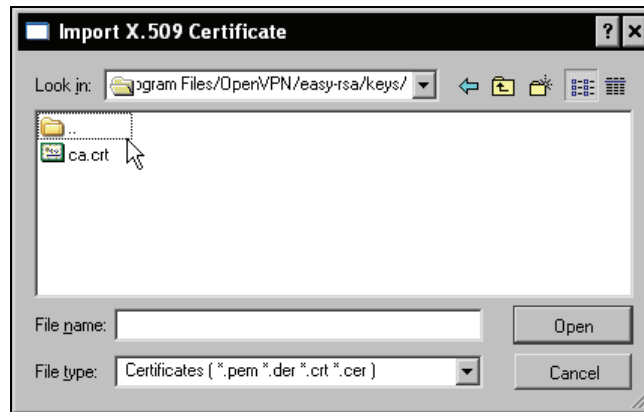 Import X.509 Certificate
Look in: ogram Files/OpenVPN/easy-rsa/keys/
..
ca.crt
File name: Open
File type: Certificates ( *.pem *.der *.crt *.cer ) Cancel